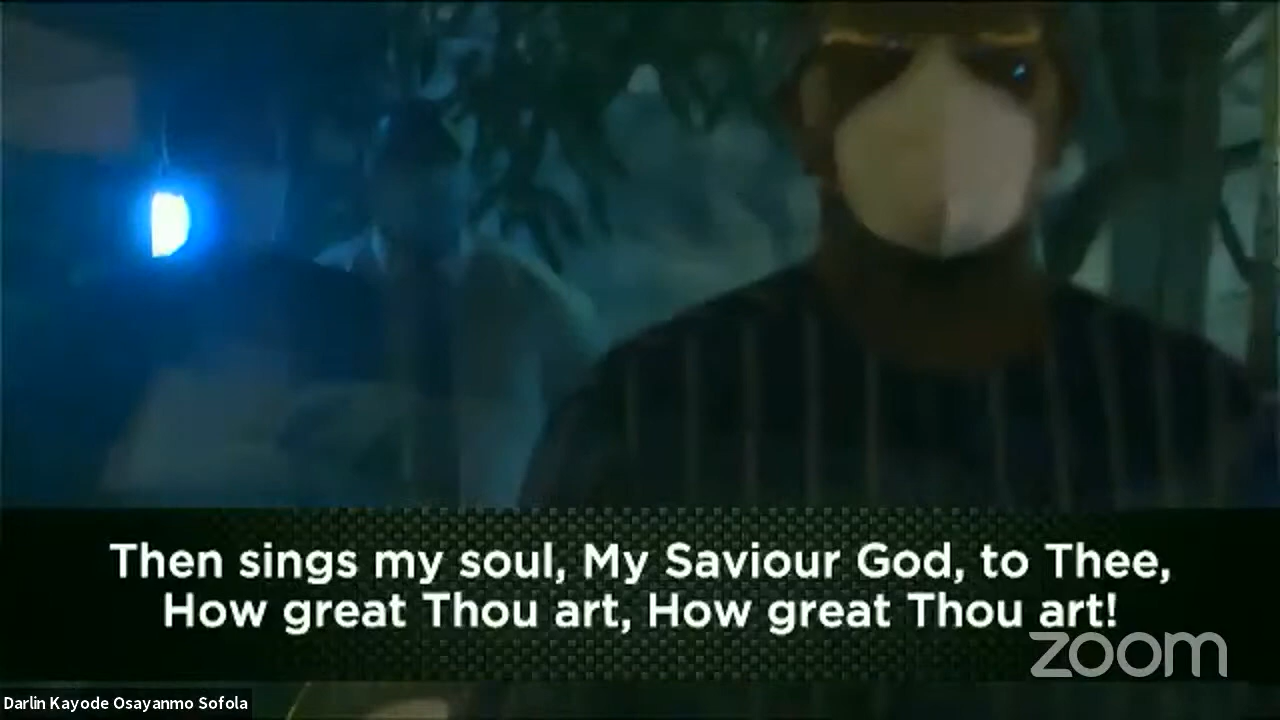 Then sings my soul, My Saviour God, to Thee,
How great Thou art, How great Thou art!
zoom
Darlin Kayode Osayanmo Sofola